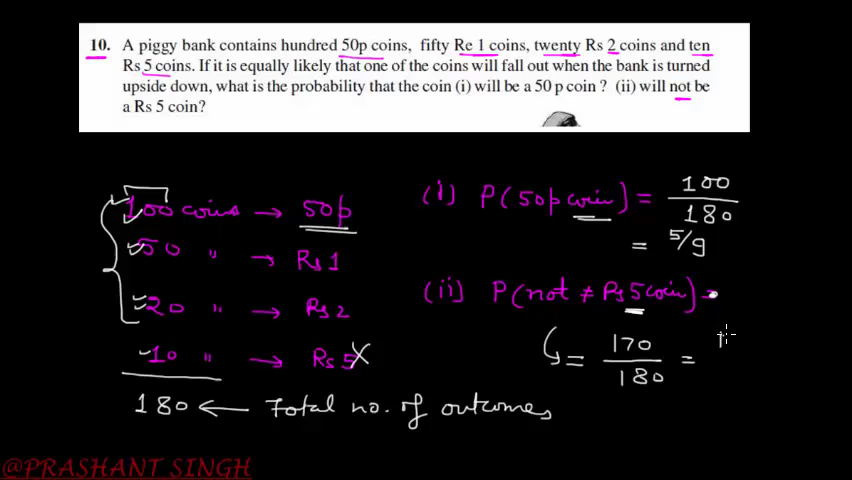 10. A piggy bank contains hundred 50p coins, fifty Re 1 coins, twenty Rs 2 coins and ten
Rs 5 coins. If it is equally likely that one of the coins will fall out when the bank is turned
upside down, what is the probability that the coin (i) will be a 50 p coin ? (ii) will not be
a Rs 5 coin?
100 coins → 50p
50 " → Rs 1
20 " → Rs 2
10 " → Rs 5
180 ← Total no. of outcomes
(i) P(50p coin) = 100/180
= 5/9
(ii) P(not ≠ Rs 5 coin) =
= 170/180 =
@PRASHANT SINGH